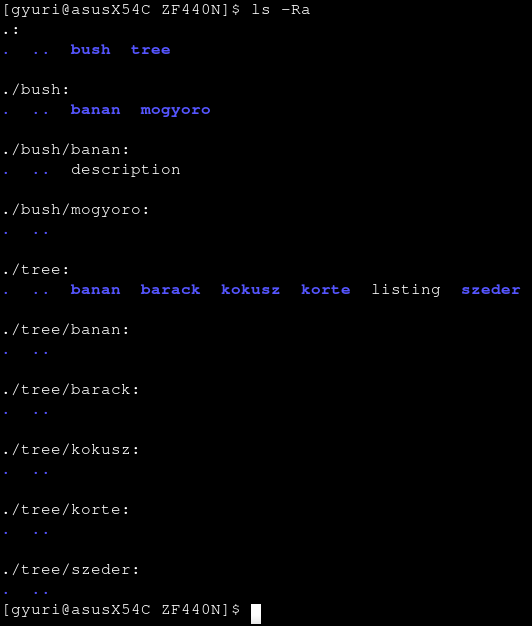 [gyuri@asusX54C ZF440N]$ ls -Ra
.:
. .. bush tree
./bush:
. .. banan mogyoro
./bush/banan:
. .. description
./bush/mogyoro:
. ..
./tree:
. .. banan barack kokusz korte listing szeder
./tree/banan:
. ..
./tree/barack:
. ..
./tree/kokusz:
. ..
./tree/korte:
. ..
./tree/szeder:
. ..
[gyuri@asusX54C ZF440N]$